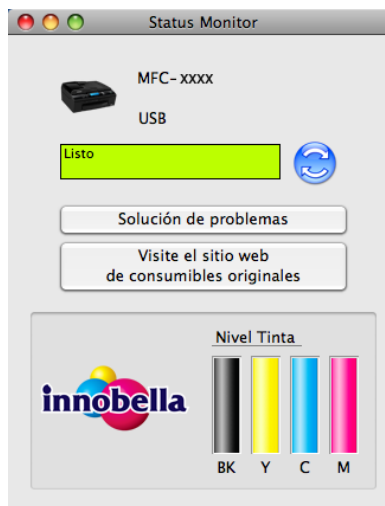 Status Monitor
MFC-xxxx
USB
Listo
Solución de problemas
Visite el sitio web
de consumibles originales
Nivel Tinta
innobella
BK Y C M